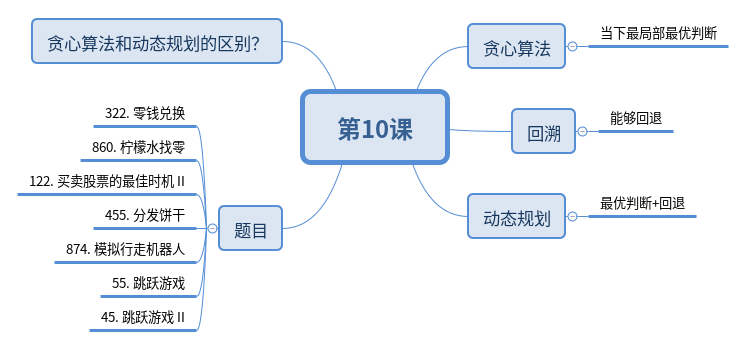 贪心算法和动态规划的区别？
第10课
贪心算法
当下最局部最优判断
回溯
能够回退
动态规划
最优判断+回退
题目
322. 零钱兑换
860. 柠檬水找零
122. 买卖股票的最佳时机 II
455. 分发饼干
874. 模拟行走机器人
55. 跳跃游戏
45. 跳跃游戏 II